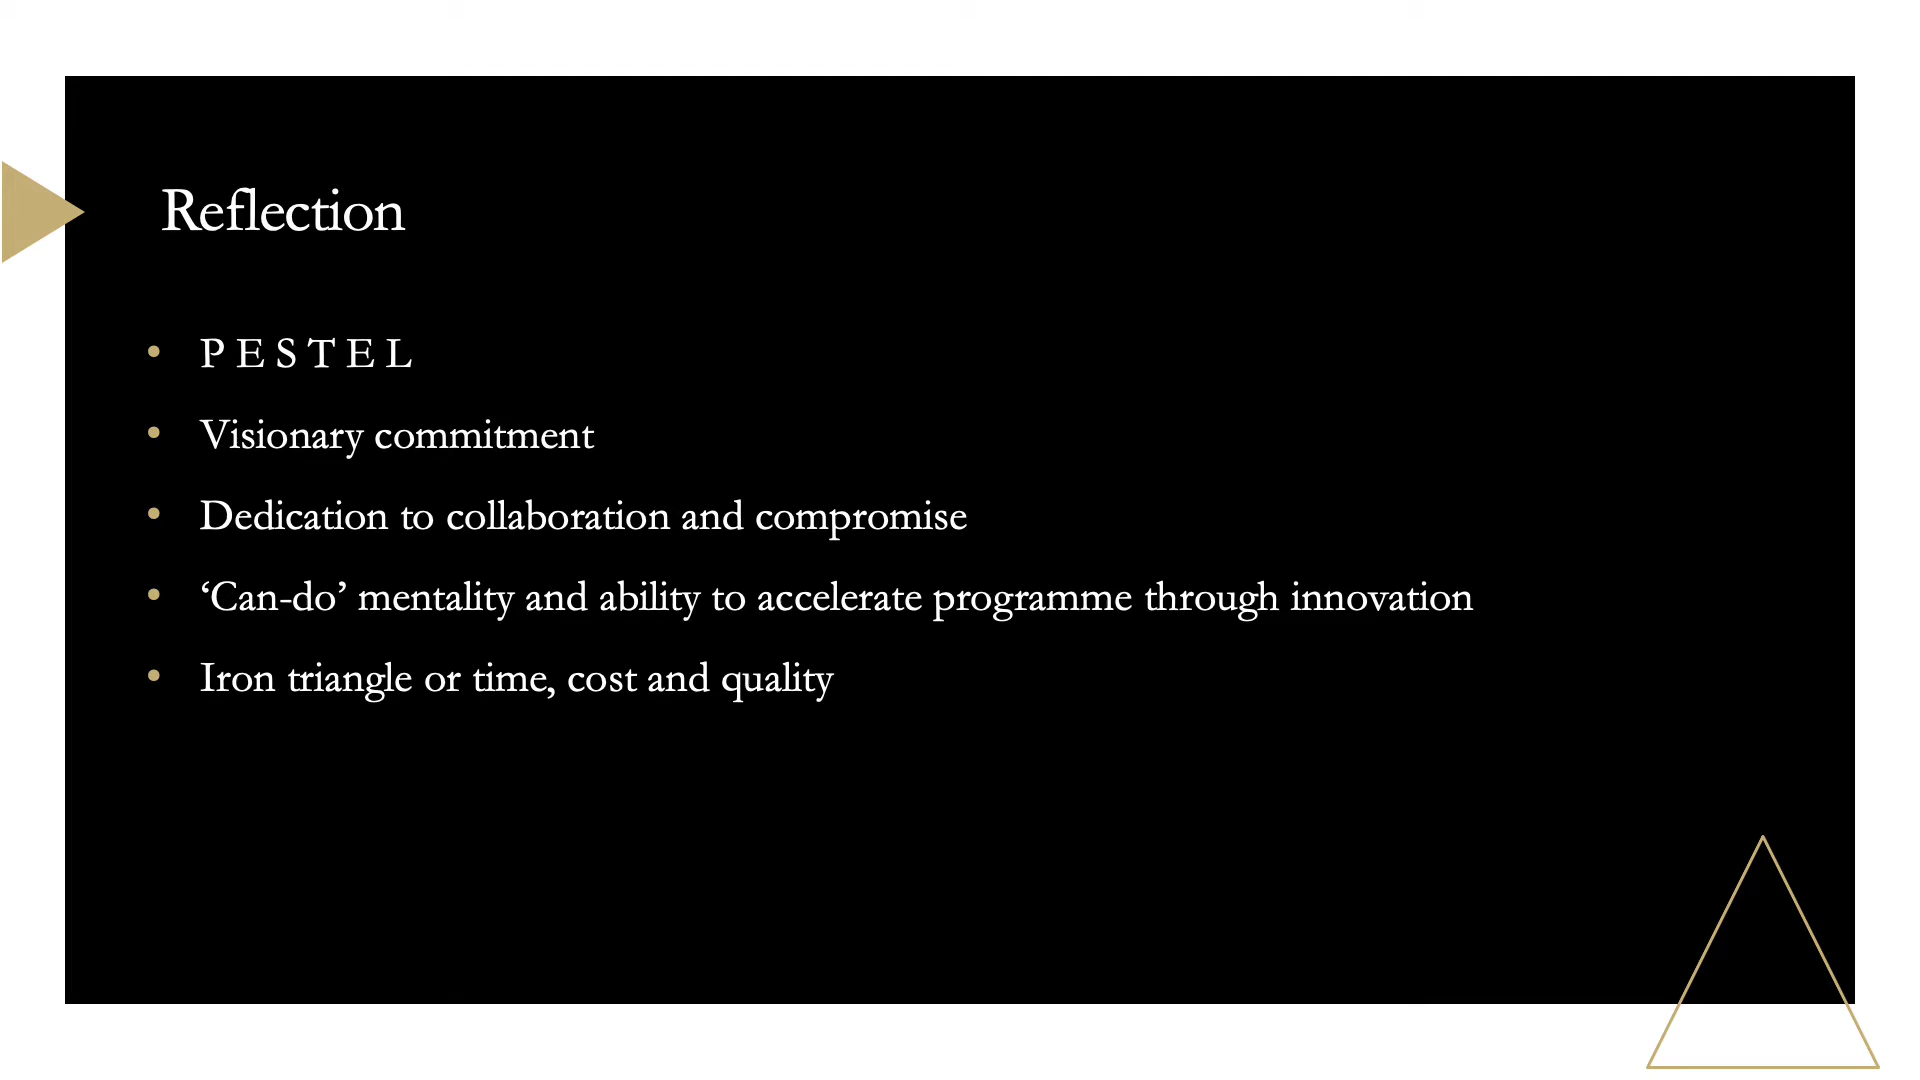 Reflection
• P E S T E L
• Visionary commitment
• Dedication to collaboration and compromise
• ‘Can-do’ mentality and ability to accelerate programme through innovation
• Iron triangle or time, cost and quality